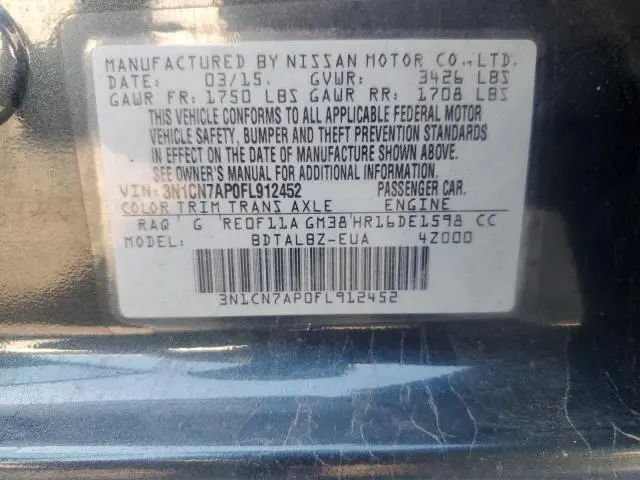 MANUFACTURED BY NISSAN MOTOR CO.,LTD.
DATE: 03/15. GVWR: 3426 LBS
GAWR FR: 1750 LBS GAWR RR: 1708 LBS
THIS VEHICLE CONFORMS TO ALL APPLICABLE FEDERAL MOTOR
VEHICLE SAFETY, BUMPER AND THEFT PREVENTION STANDARDS
IN EFFECT ON THE DATE OF MANUFACTURE SHOWN ABOVE.
SEE OWNER'S MANUAL FOR ADDITIONAL INFORMATION.
VIN: 3N1CN7AP0FL912452 PASSENGER CAR.
COLOR TRIM TRANS AXLE ENGINE
RAQ G RE0F11A GM38 HR16DE1598 CC
MODEL: BDTALBZ-EUA 4Z000
3N1CN7AP0FL912452